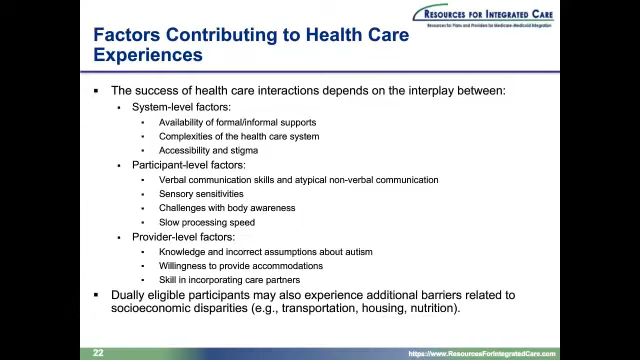 RESOURCES FOR INTEGRATED CARE
Resources for Plans and Providers for Medicare-Medicaid Integration
Factors Contributing to Health Care
Experiences
▪ The success of health care interactions depends on the interplay between:
▪ System-level factors:
• Availability of formal/informal supports
• Complexities of the health care system
• Accessibility and stigma
▪ Participant-level factors:
• Verbal communication skills and atypical non-verbal communication
• Sensory sensitivities
• Challenges with body awareness
• Slow processing speed
▪ Provider-level factors:
• Knowledge and incorrect assumptions about autism
• Willingness to provide accommodations
• Skill in incorporating care partners
▪ Dually eligible participants may also experience additional barriers related to
socioeconomic disparities (e.g., transportation, housing, nutrition).
22
https://www.ResourcesForIntegratedCare.com